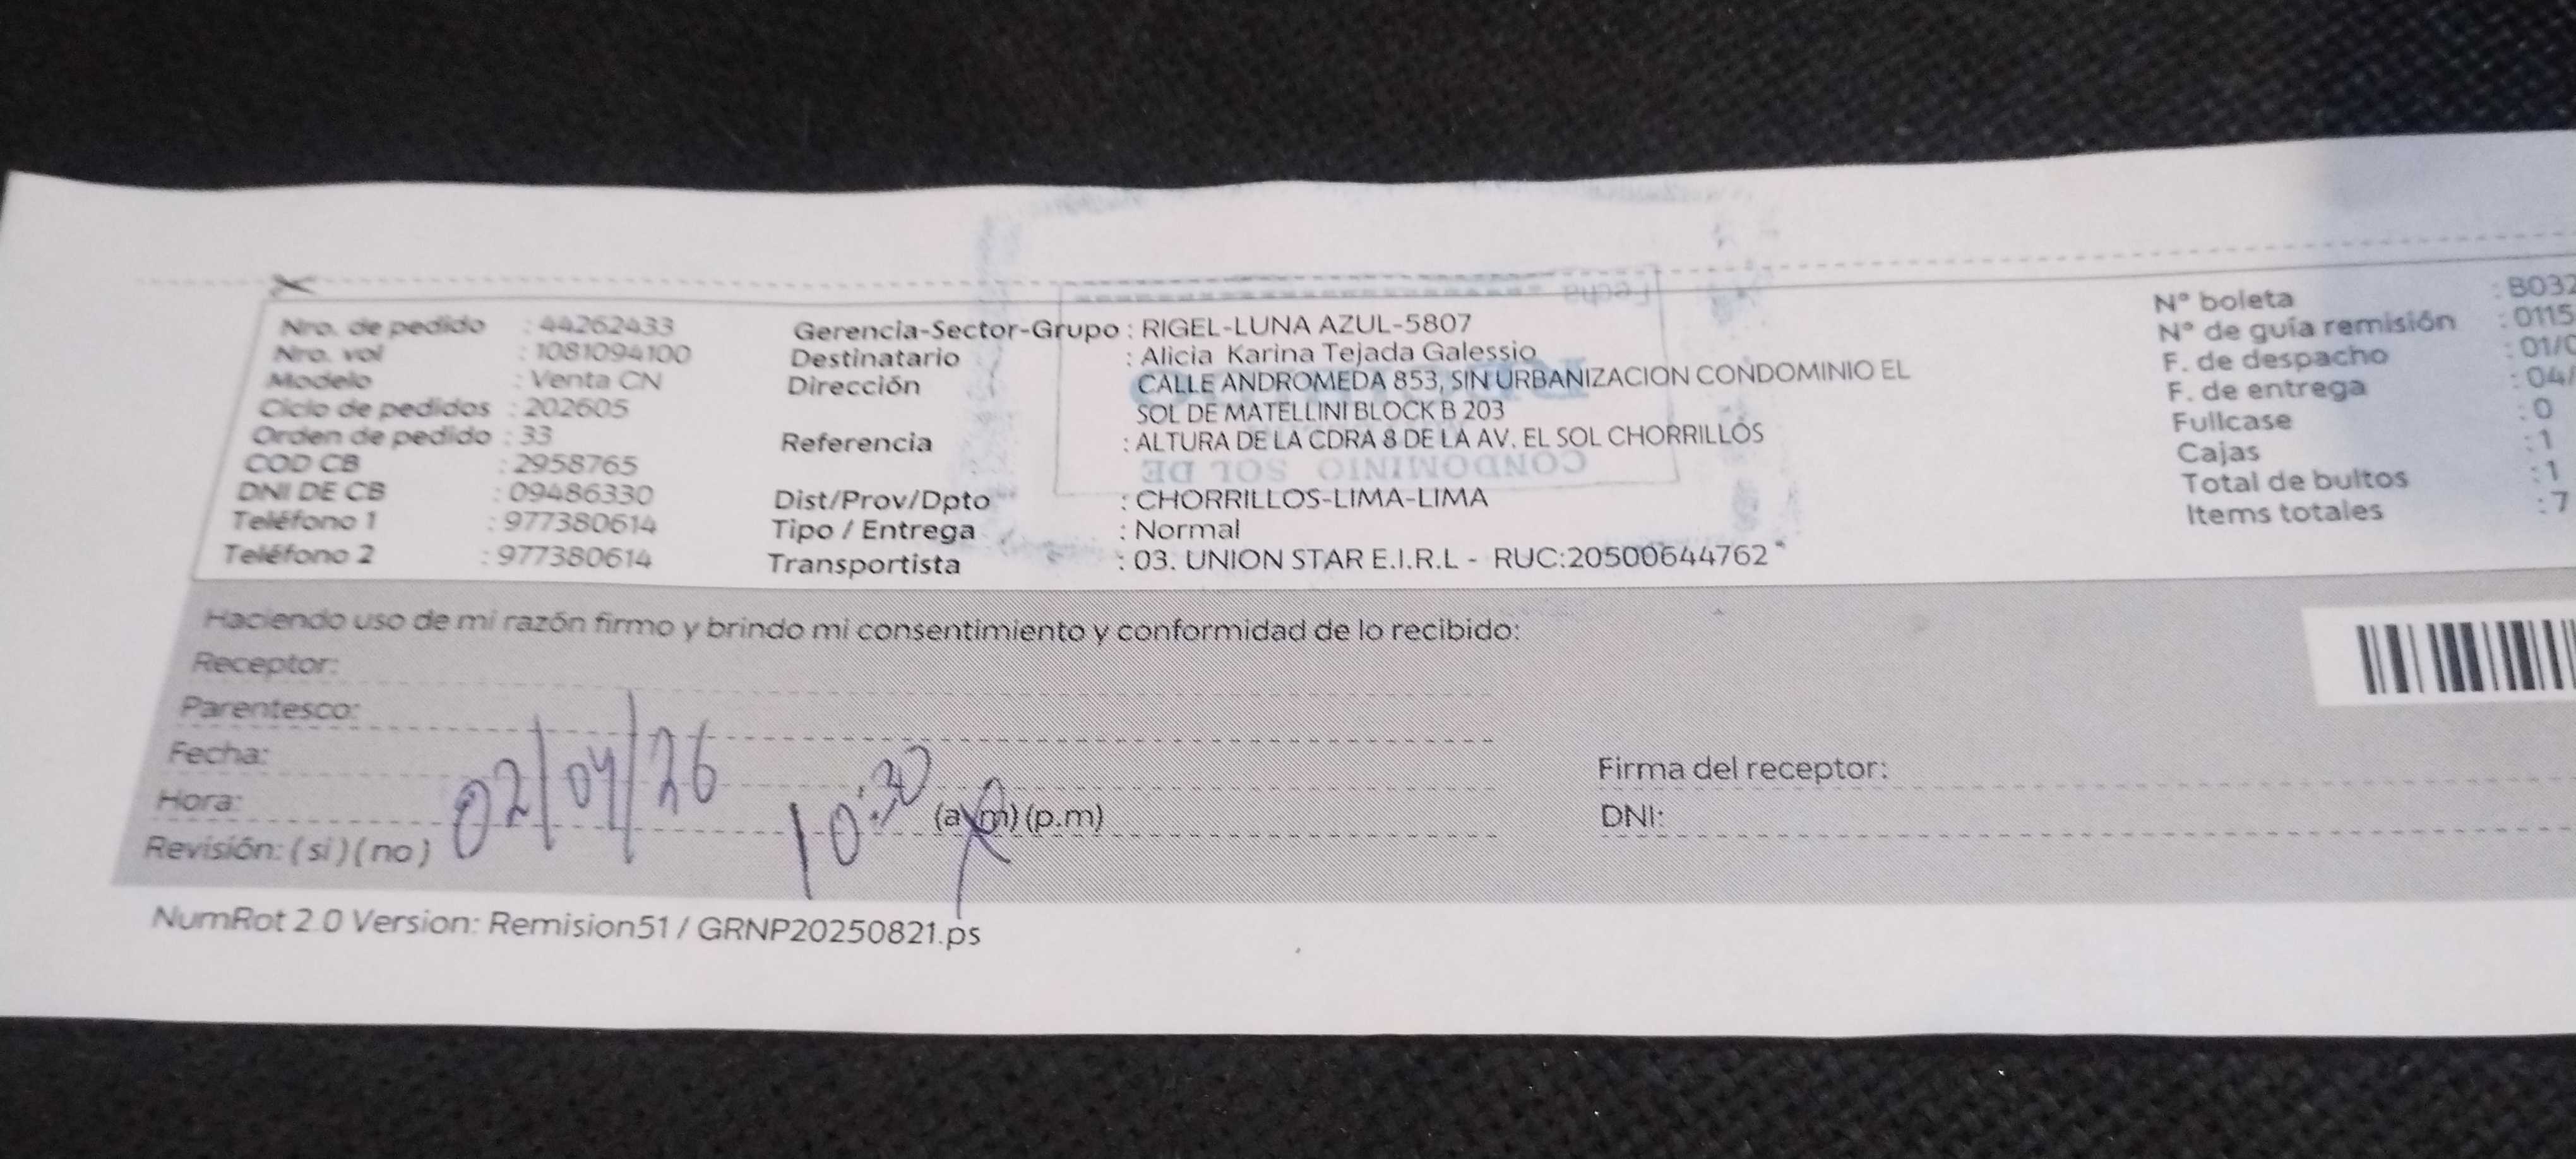 Nro. de pedido : 44262433
Nro. vol : 1081094100
Modelo : Venta CN
Ciclo de pedidos : 202605
Orden de pedido : 33
COD CB : 2958765
DNI DE CB : 09486330
Teléfono 1 : 977380614
Teléfono 2 : 977380614
Gerencia-Sector-Grupo : RIGEL-LUNA AZUL-5807
Destinatario : Alicia Karina Tejada Galessio
Dirección CALLE ANDROMEDA 853, SIN URBANIZACION CONDOMINIO EL
SOL DE MATELLINI BLOCK B 203
Referencia : ALTURA DE LA CDRA 8 DE LA AV. EL SOL CHORRILLOS
Dist/Prov/Dpto : CHORRILLOS-LIMA-LIMA
Tipo / Entrega : Normal
Transportista : 03. UNION STAR E.I.R.L - RUC:20500644762
N° boleta : B032
N° de guía remisión : 0115
F. de despacho : 01/0
F. de entrega : 04/
Fullcase : 0
Cajas : 1
Total de bultos : 1
Items totales : 7
Fecha
CONDOMINIO SOL DE
Haciendo uso de mi razón firmo y brindo mi consentimiento y conformidad de lo recibido:
Receptor:
Parentesco:
Fecha: 02/04/26
Hora: 10:30 (a.m) (p.m)
Revisión: ( si ) ( no )
Firma del receptor:
DNI:
NumRot 2.0 Version: Remision51 / GRNP20250821.ps